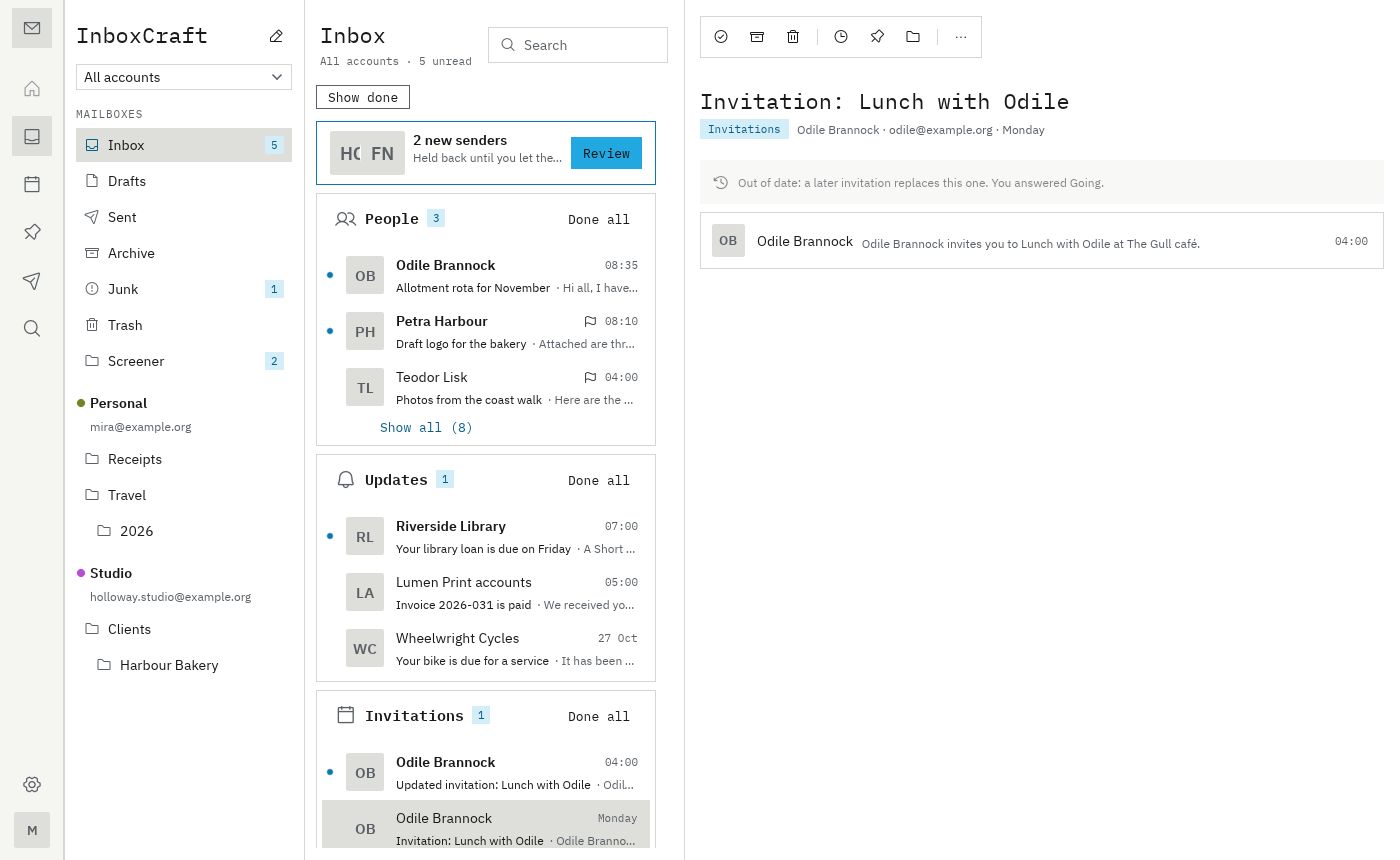 InboxCraft
All accounts
MAILBOXES
Inbox 5
Drafts
Sent
Archive
Junk 1
Trash
Screener 2
Personal
mira@example.org
Receipts
Travel
2026
Studio
holloway.studio@example.org
Clients
Harbour Bakery
M
Inbox
All accounts · 5 unread
Search
Show done
FN
2 new senders
Held back until you let the…
Review
People 3 Done all
OB Odile Brannock 08:35
Allotment rota for November · Hi all, I have…
PH Petra Harbour 08:10
Draft logo for the bakery · Attached are thr…
TL Teodor Lisk 04:00
Photos from the coast walk · Here are the …
Show all (8)
Updates 1 Done all
RL Riverside Library 07:00
Your library loan is due on Friday · A Short …
LA Lumen Print accounts 05:00
Invoice 2026-031 is paid · We received yo…
WC Wheelwright Cycles 27 Oct
Your bike is due for a service · It has been …
Invitations 1 Done all
OB Odile Brannock 04:00
Updated invitation: Lunch with Odile · Odil…
OB Odile Brannock Monday
Invitation: Lunch with Odile · Odile Branno…
Invitation: Lunch with Odile
Invitations Odile Brannock · odile@example.org · Monday
Out of date: a later invitation replaces this one. You answered Going.
OB Odile Brannock Odile Brannock invites you to Lunch with Odile at The Gull café. 04:00